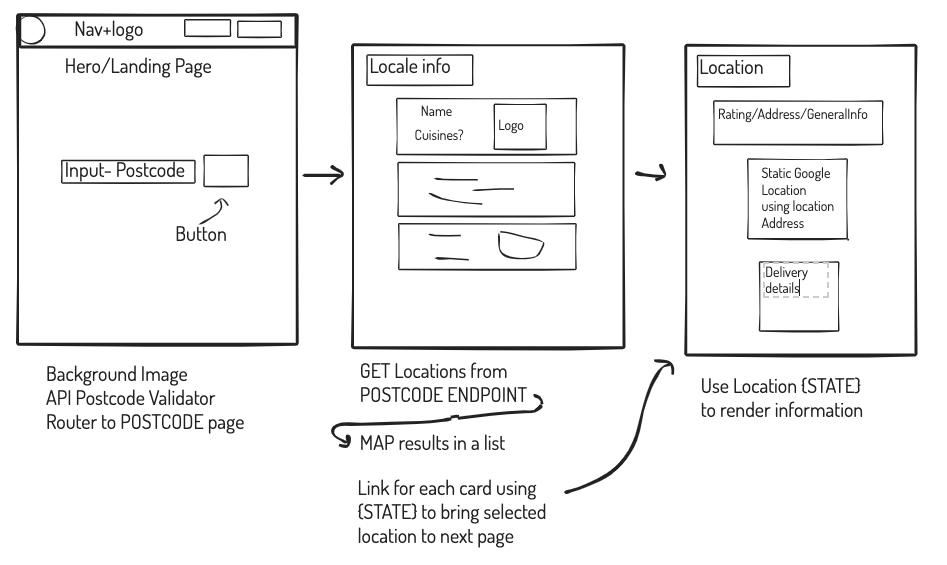 Nav+logo
Hero/Landing Page
Input- Postcode
Button
Background Image
API Postcode Validator
Router to POSTCODE page
Locale info
Name
Cuisines?
Logo
GET Locations from
POSTCODE ENDPOINT
MAP results in a list
Link for each card using
{STATE} to bring selected
location to next page
Location
Rating/Address/GeneralInfo
Static Google
Location
using location
Address
Delivery
details
Use Location {STATE}
to render information